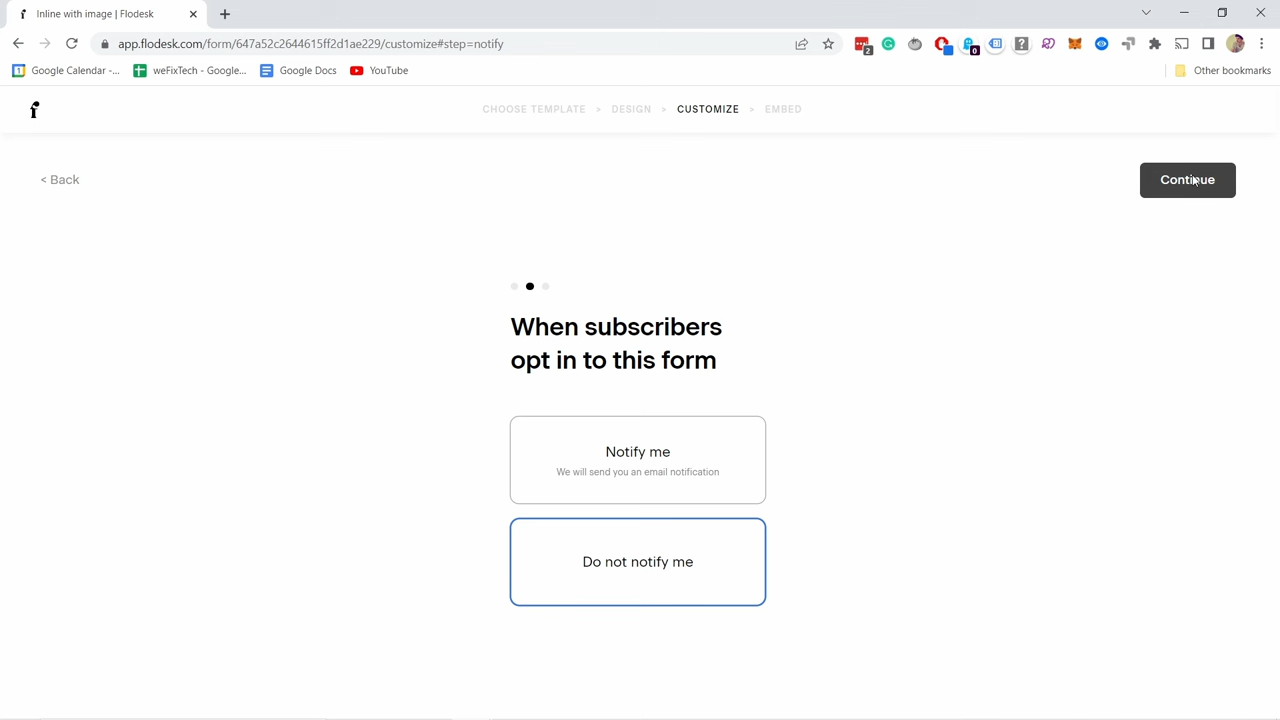 Inline with image | Flodesk
app.flodesk.com/form/647a52c2644615ff2d1ae229/customize#step=notify
2
0
Google Calendar -...
weFixTech - Google...
Google Docs
YouTube
Other bookmarks
CHOOSE TEMPLATE > DESIGN > CUSTOMIZE > EMBED
< Back
Continue
When subscribers
opt in to this form
Notify me
We will send you an email notification
Do not notify me